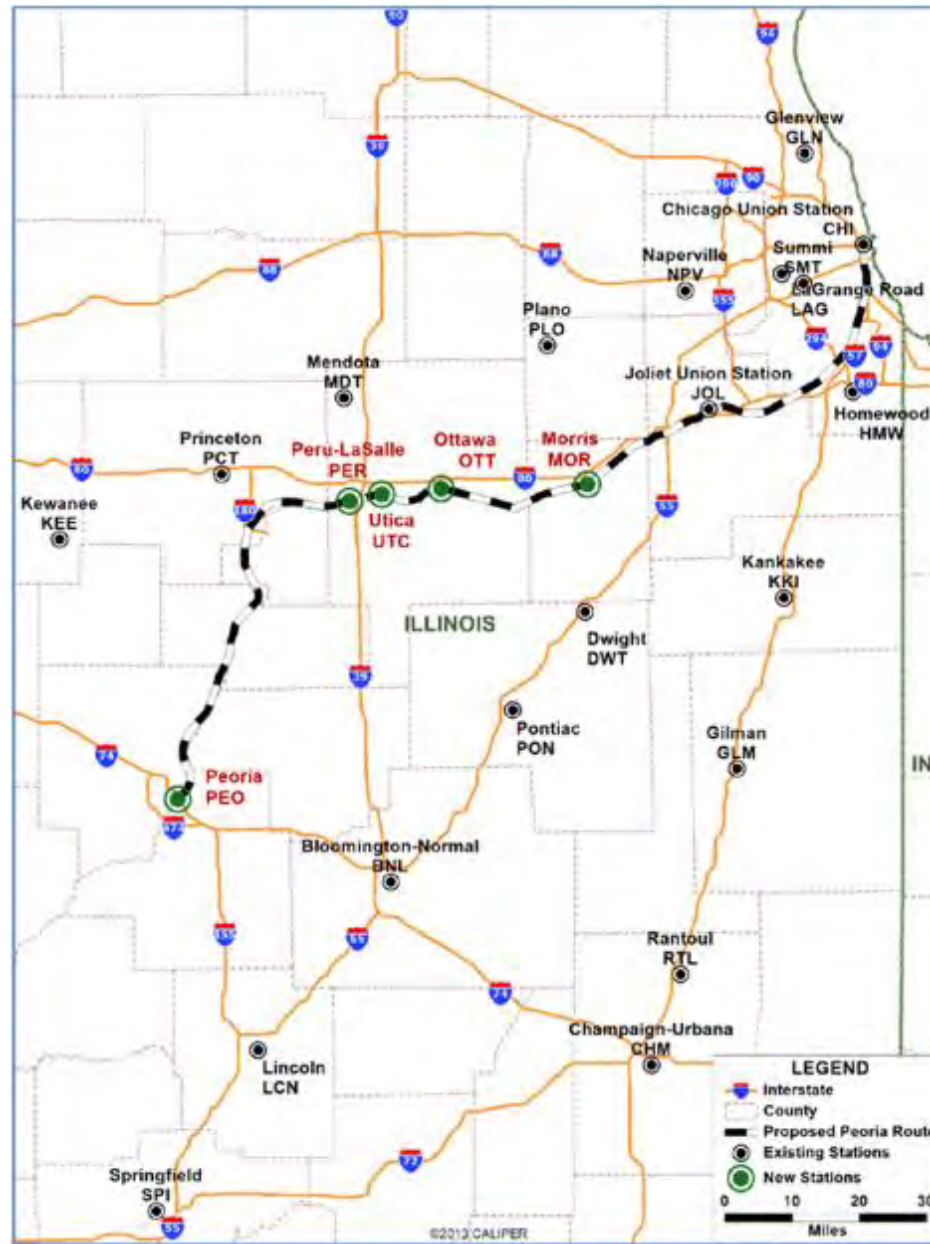 90
94
39
Glenview
GLN
290
90
Chicago Union Station
CHI
88
88
Naperville
NPV
Summi
SMT
LaGrange Road
LAG
355
Plano
PLO
294
57
94
Mendota
MDT
Joliet Union Station
JOL
80
Homewood
HMW
Princeton
PCT
Peru-LaSalle
PER
Ottawa
OTT
Morris
MOR
80
80
Kewanee
KEE
180
Utica
UTC
55
Kankakee
KKI
ILLINOIS
Dwight
DWT
39
Pontiac
PON
Gilman
GLM
IN
74
Peoria
PEO
474
Bloomington-Normal
BNL
155
55
Rantoul
RTL
74
Champaign-Urbana
CHM
Lincoln
LCN
72
Springfield
SPI
55
LEGEND
Interstate
County
Proposed Peoria Route
Existing Stations
New Stations
0 10 20 30
Miles
©2013 CALIPER